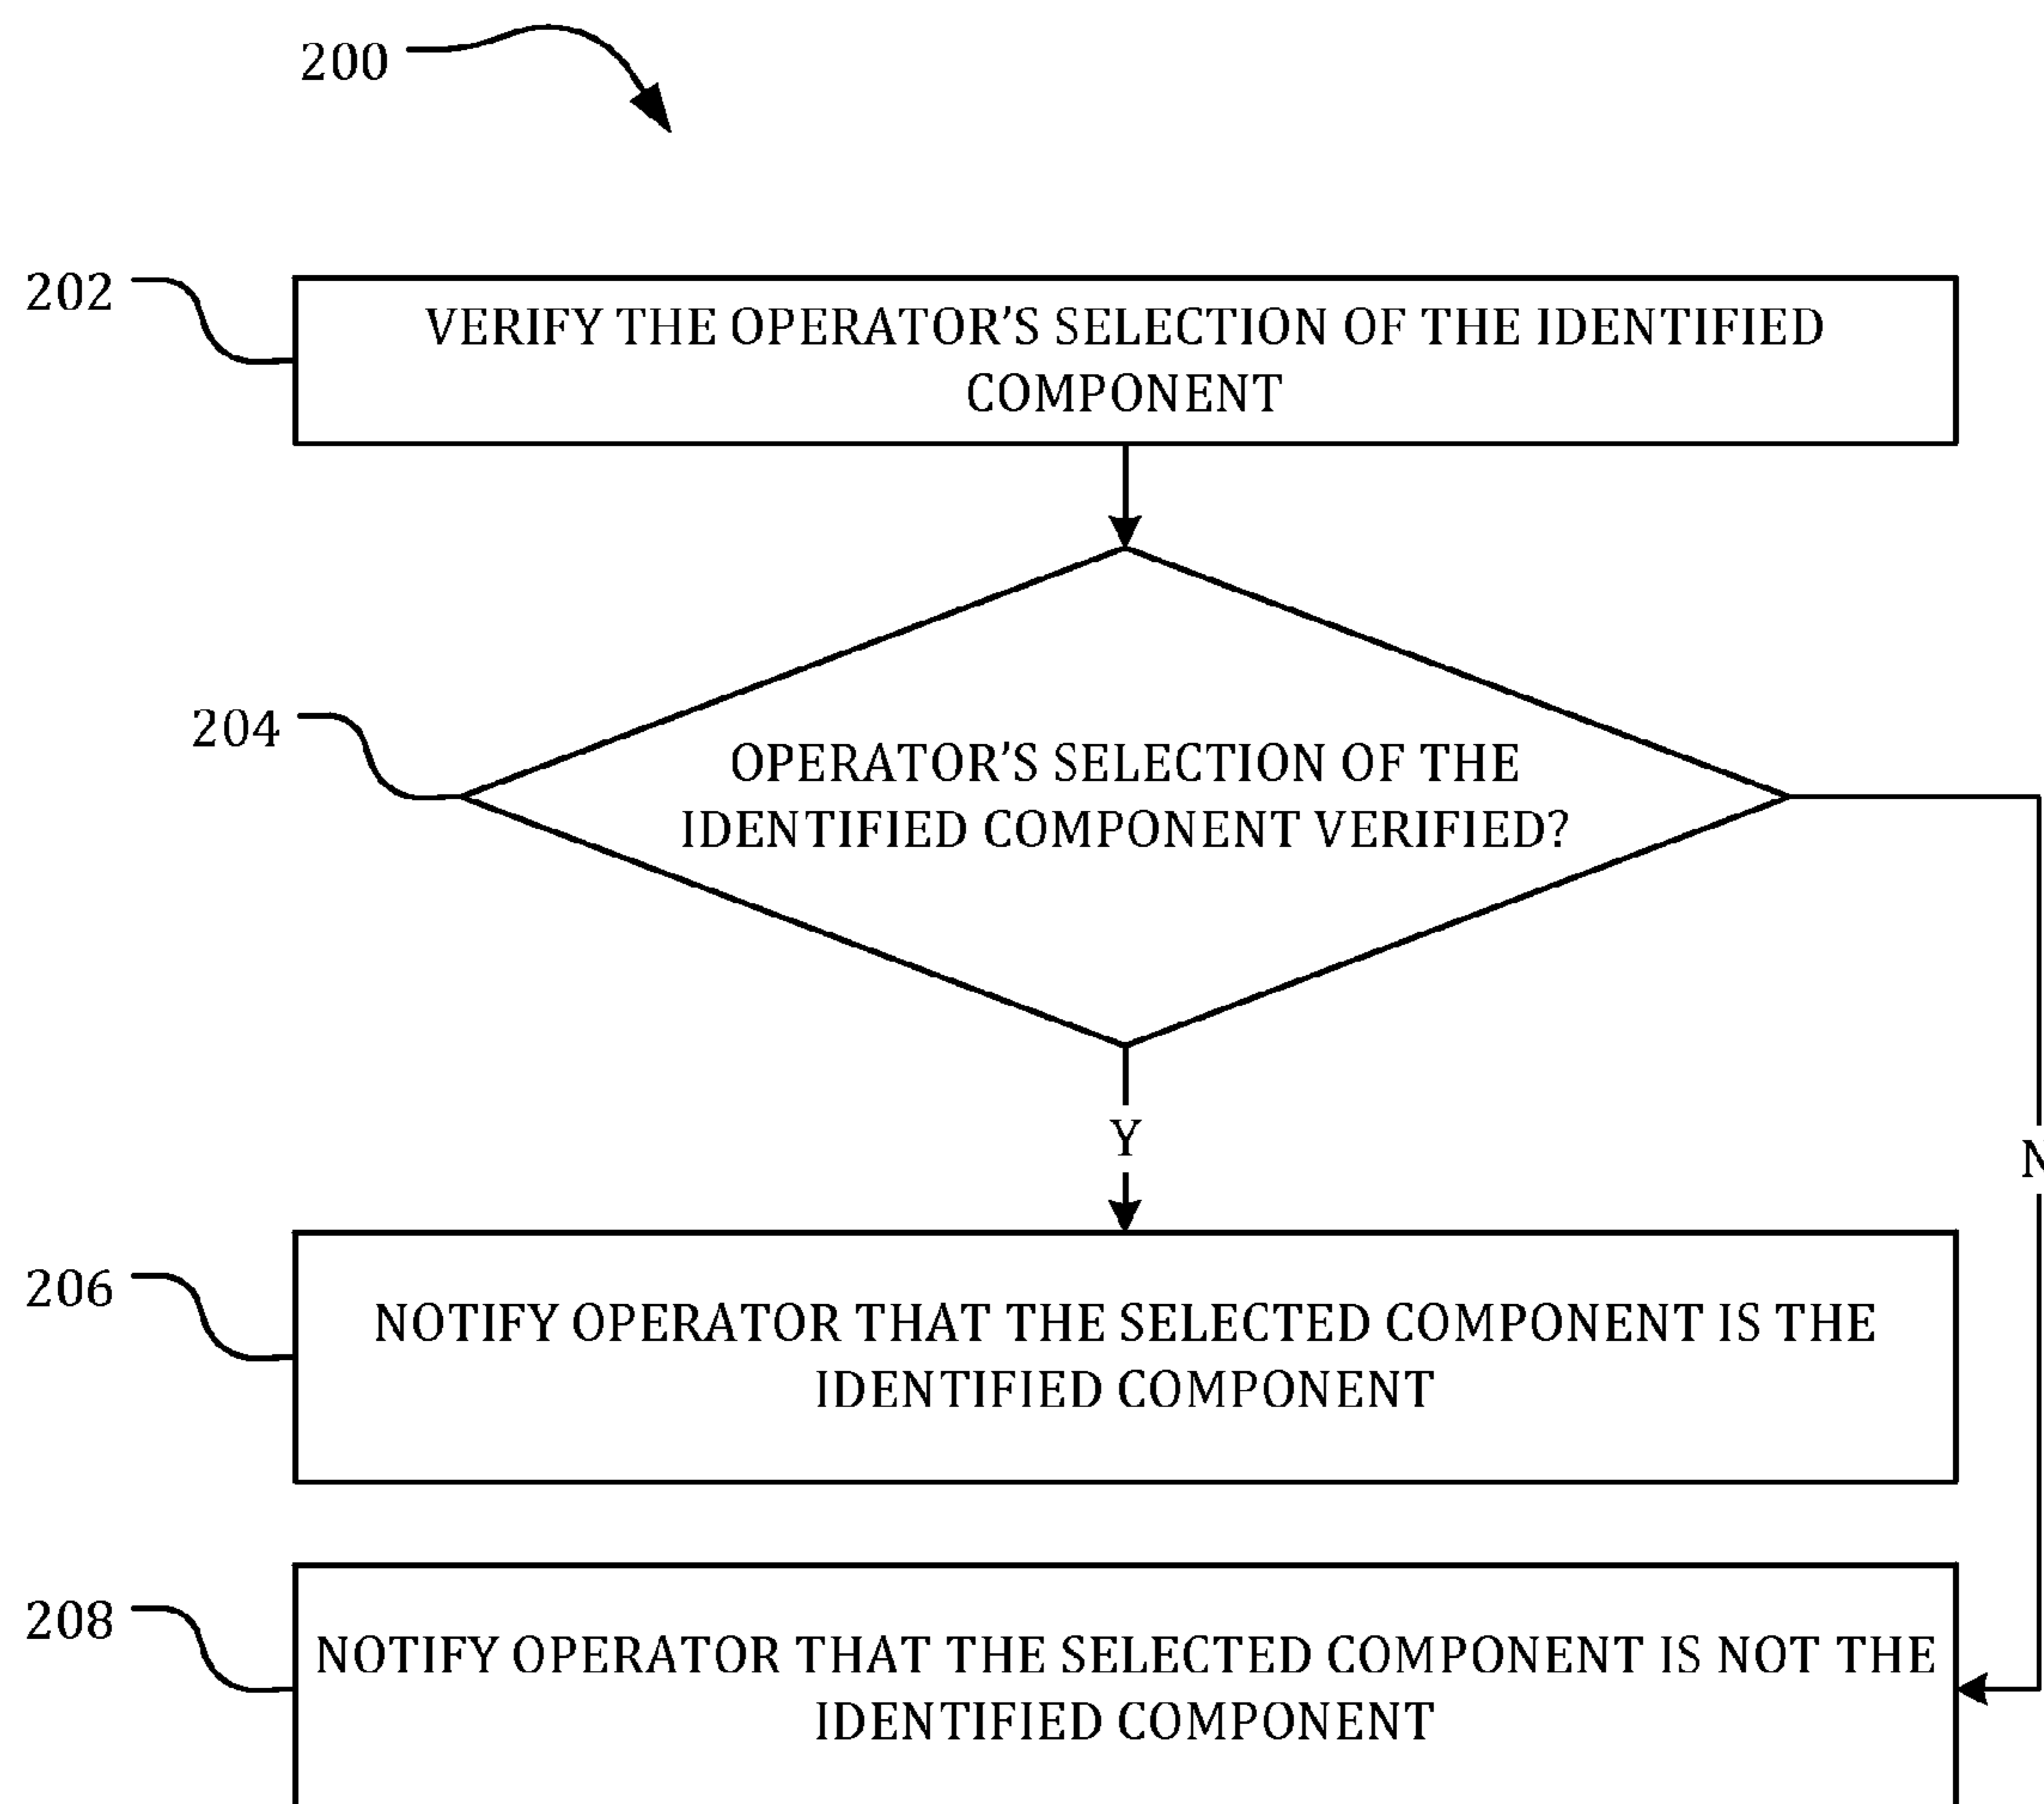 200
202
VERIFY THE OPERATOR’S SELECTION OF THE IDENTIFIED
COMPONENT
204
OPERATOR’S SELECTION OF THE
IDENTIFIED COMPONENT VERIFIED?
Y
N
206
NOTIFY OPERATOR THAT THE SELECTED COMPONENT IS THE
IDENTIFIED COMPONENT
208
NOTIFY OPERATOR THAT THE SELECTED COMPONENT IS NOT THE
IDENTIFIED COMPONENT